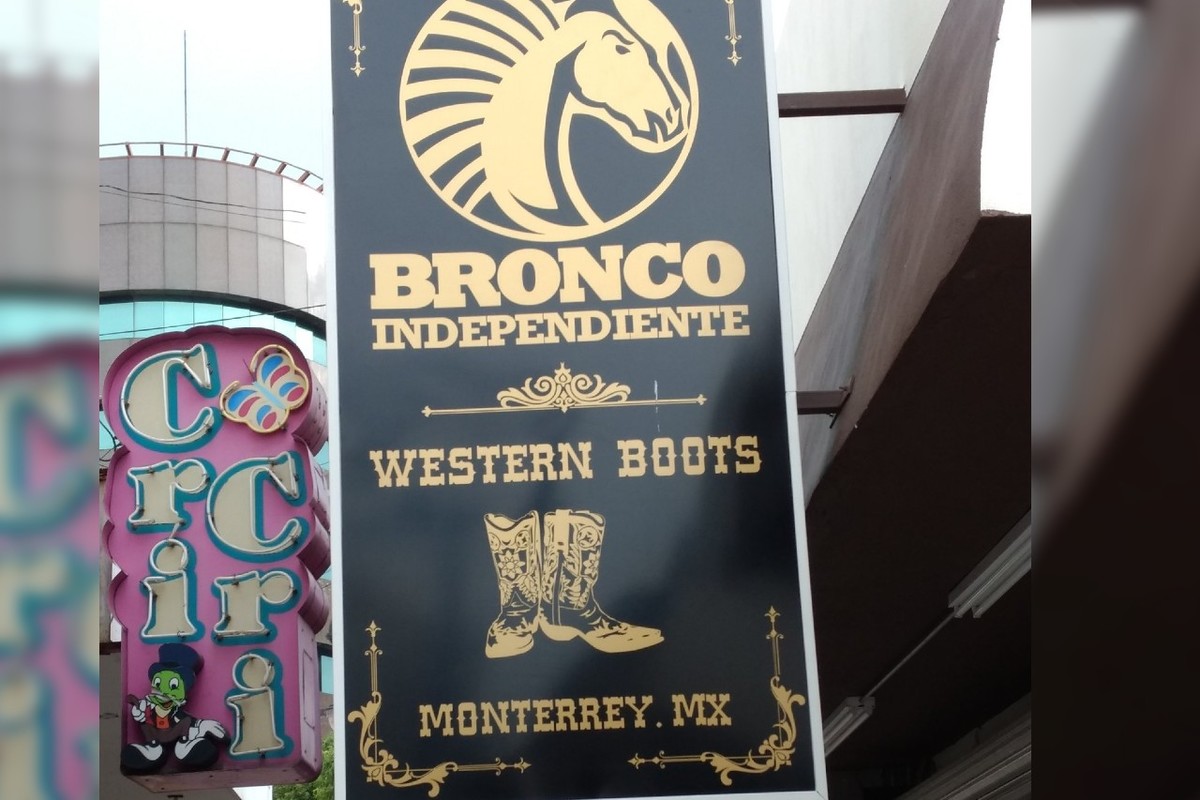 Cri
Cri
BRONCO
INDEPENDIENTE
WESTERN BOOTS
MONTERREY. MX